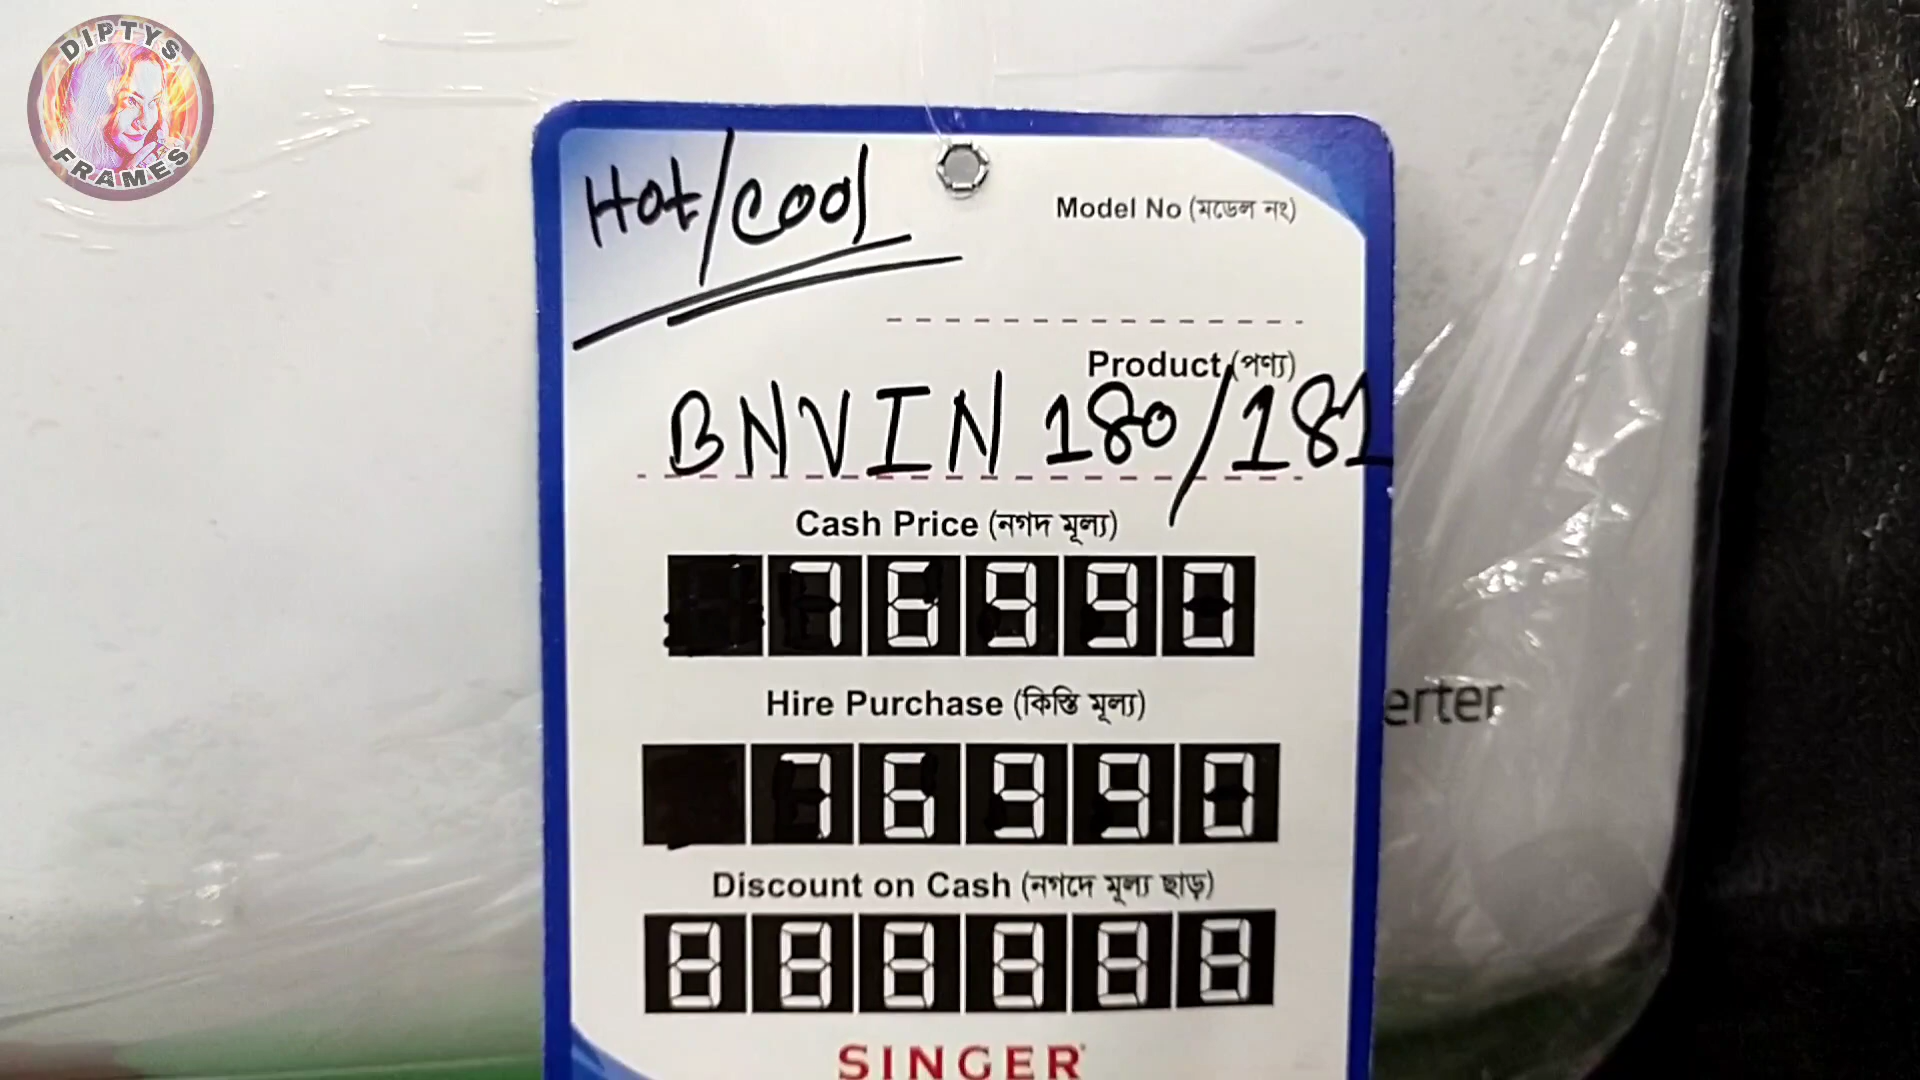 DIPTYS
FRAMES
Hot/Cool
Model No (মডেল নং)
Product (পণ্য)
BNVIN 180/181
Cash Price (নগদ মূল্য)
76990
Hire Purchase (কিস্তি মূল্য)
76990
erter
Discount on Cash (নগদে মূল্য ছাড়)
888888
SINGER